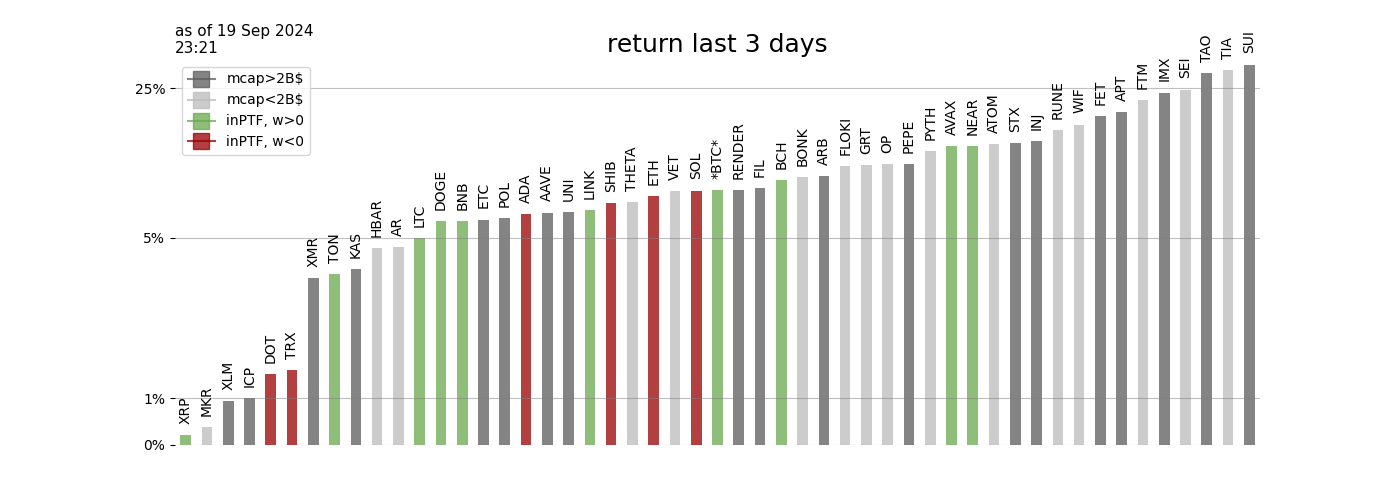 as of 19 Sep 2024
23:21
return last 3 days
mcap>2B$
mcap<2B$
inPTF, w>0
inPTF, w<0
25%
5%
1%
0%
XRP
MKR
XLM
ICP
DOT
TRX
XMR
TON
KAS
HBAR
AR
LTC
DOGE
BNB
ETC
POL
ADA
AAVE
UNI
LINK
SHIB
THETA
ETH
VET
SOL
*BTC*
RENDER
FIL
BCH
BONK
ARB
FLOKI
GRT
OP
PEPE
PYTH
AVAX
NEAR
ATOM
STX
INJ
RUNE
WIF
FET
APT
FTM
IMX
SEI
TAO
TIA
SUI